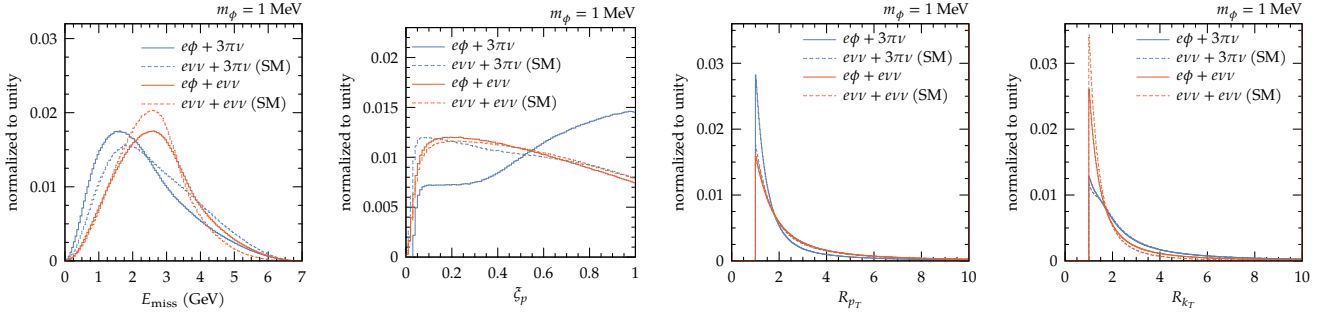 m_ϕ = 1 MeV
normalized to unity
0.03
0.02
0.01
0
eϕ + 3πν
eνν + 3πν (SM)
eϕ + eνν
eνν + eνν (SM)
0 1 2 3 4 5 6 7
E_miss (GeV)
m_ϕ = 1 MeV
normalized to unity
0.02
0.015
0.01
0.005
0
eϕ + 3πν
eνν + 3πν (SM)
eϕ + eνν
eνν + eνν (SM)
0 0.2 0.4 0.6 0.8 1
ξ_p
m_ϕ = 1 MeV
normalized to unity
0.03
0.02
0.01
0
eϕ + 3πν
eνν + 3πν (SM)
eϕ + eνν
eνν + eνν (SM)
0 2 4 6 8 10
R_{p_T}
m_ϕ = 1 MeV
normalized to unity
0.03
0.02
0.01
0
eϕ + 3πν
eνν + 3πν (SM)
eϕ + eνν
eνν + eνν (SM)
0 2 4 6 8 10
R_{k_T}